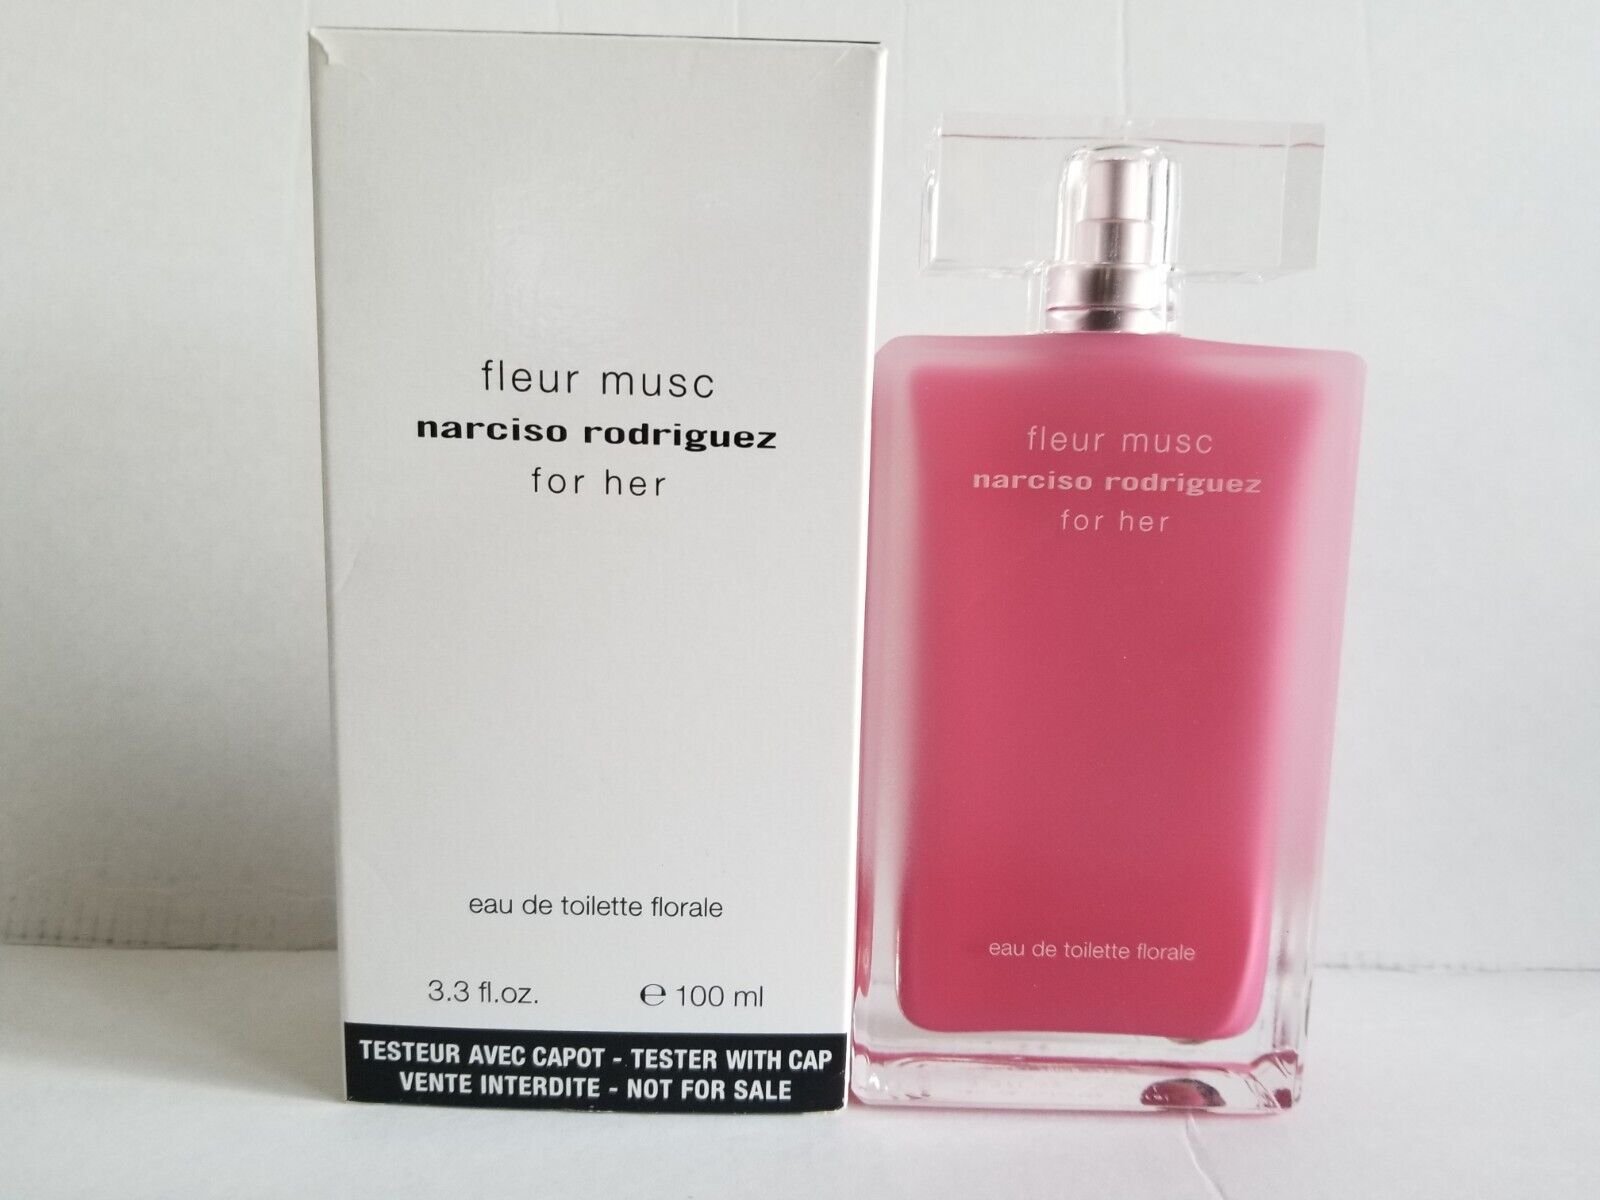 fleur musc
narciso rodriguez
for her
eau de toilette florale
3.3 fl.oz. ℮ 100 ml
TESTEUR AVEC CAPOT - TESTER WITH CAP
VENTE INTERDITE - NOT FOR SALE
fleur musc
narciso rodriguez
for her
eau de toilette florale